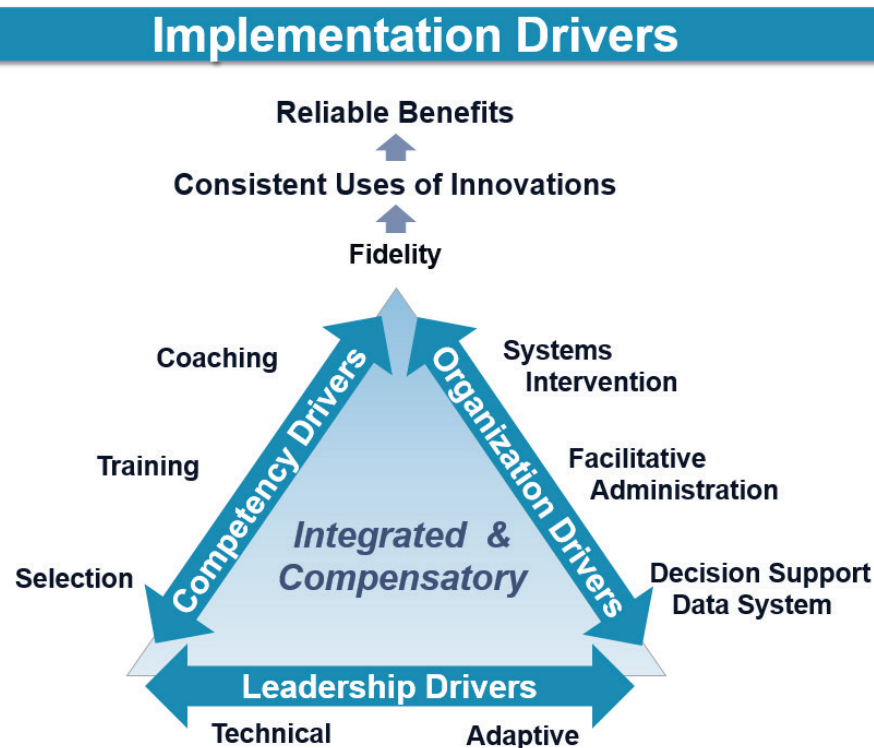 Implementation Drivers
Reliable Benefits
Consistent Uses of Innovations
Fidelity
Coaching
Training
Selection
Competency Drivers
Organization Drivers
Systems
Intervention
Facilitative
Administration
Decision Support
Data System
Integrated &
Compensatory
Leadership Drivers
Technical
Adaptive